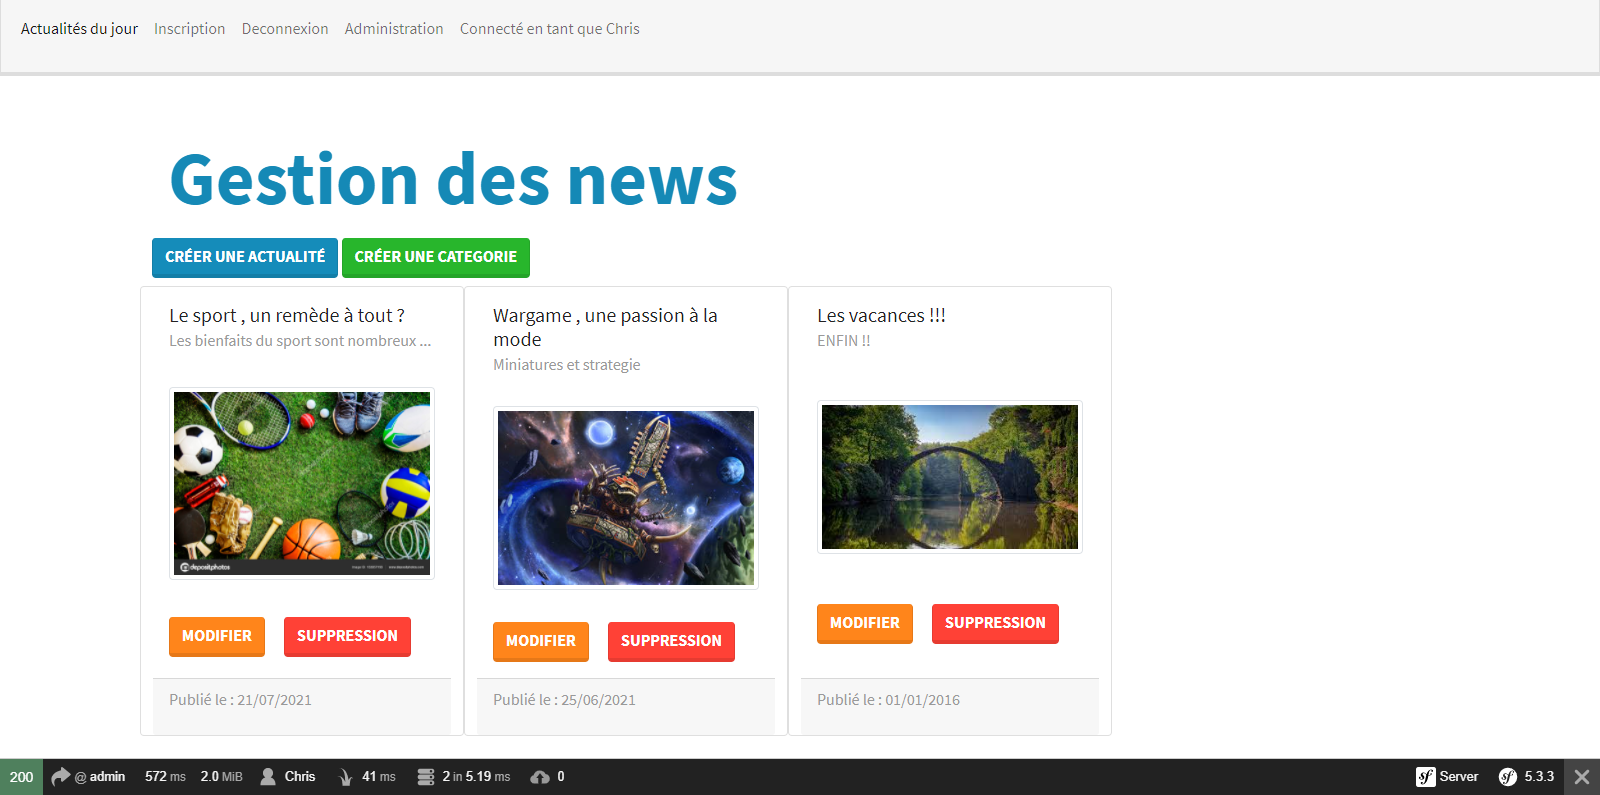 Actualités du jour Inscription Deconnexion Administration Connecté en tant que Chris
Gestion des news
CRÉER UNE ACTUALITÉ CRÉER UNE CATEGORIE
Le sport , un remède à tout ?
Les bienfaits du sport sont nombreux ...
depositphotos
MODIFIER SUPPRESSION
Publié le : 21/07/2021
Wargame , une passion à la
mode
Miniatures et strategie
MODIFIER SUPPRESSION
Publié le : 25/06/2021
Les vacances !!!
ENFIN !!
MODIFIER SUPPRESSION
Publié le : 01/01/2016
200 @ admin 572 ms 2.0 MiB Chris 41 ms 2 in 5.19 ms 0 Server 5.3.3